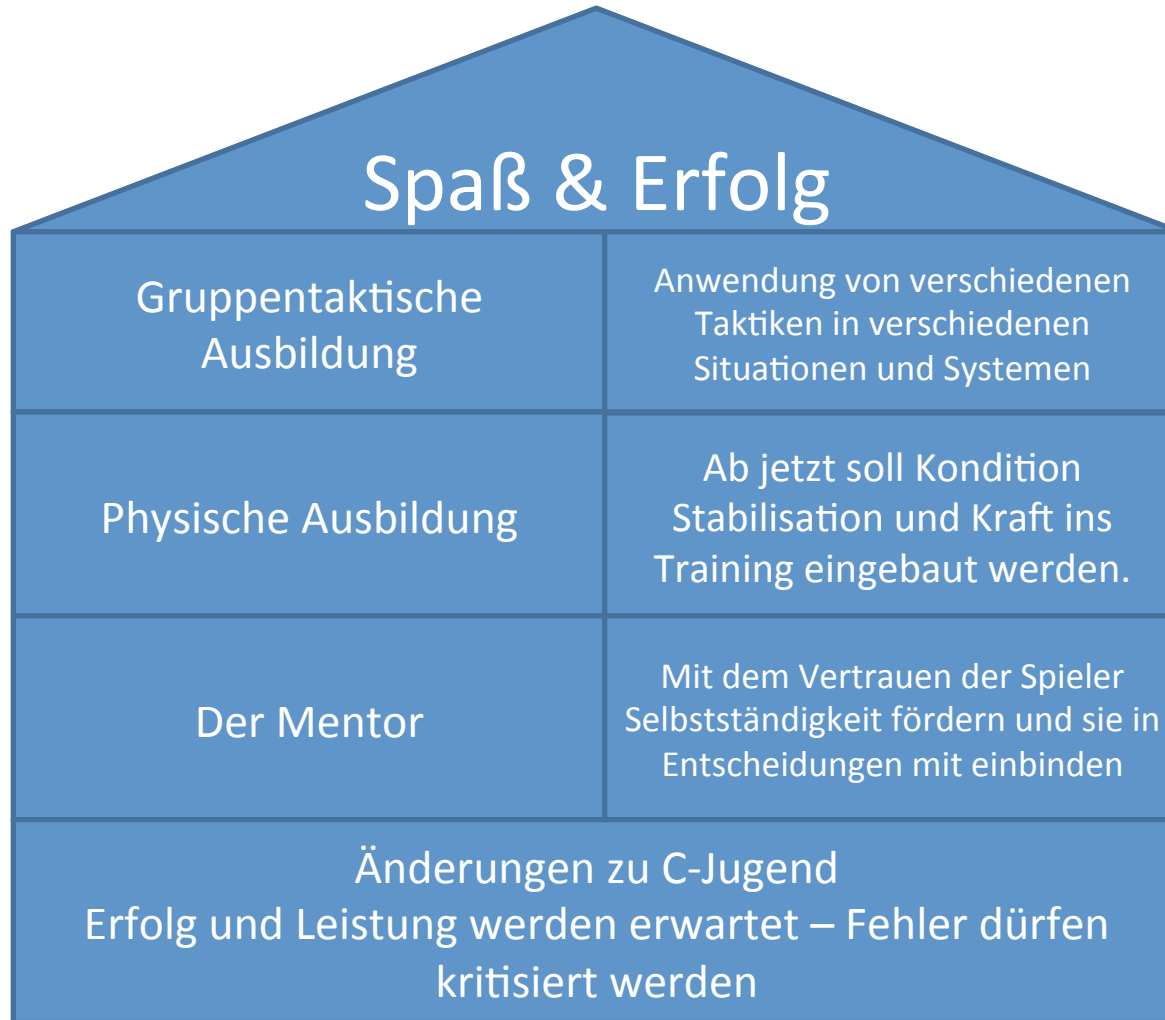 Spaß & Erfolg
Gruppentaktische
Ausbildung
Anwendung von verschiedenen
Taktiken in verschiedenen
Situationen und Systemen
Physische Ausbildung
Ab jetzt soll Kondition
Stabilisation und Kraft ins
Training eingebaut werden.
Der Mentor
Mit dem Vertrauen der Spieler
Selbstständigkeit fördern und sie in
Entscheidungen mit einbinden
Änderungen zu C-Jugend
Erfolg und Leistung werden erwartet – Fehler dürfen
kritisiert werden